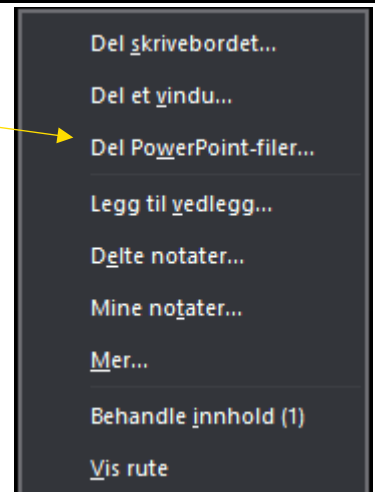 Del skrivebordet...
Del et vindu...
Del PowerPoint-filer...
Legg til vedlegg...
Delte notater...
Mine notater...
Mer...
Behandle innhold (1)
Vis rute